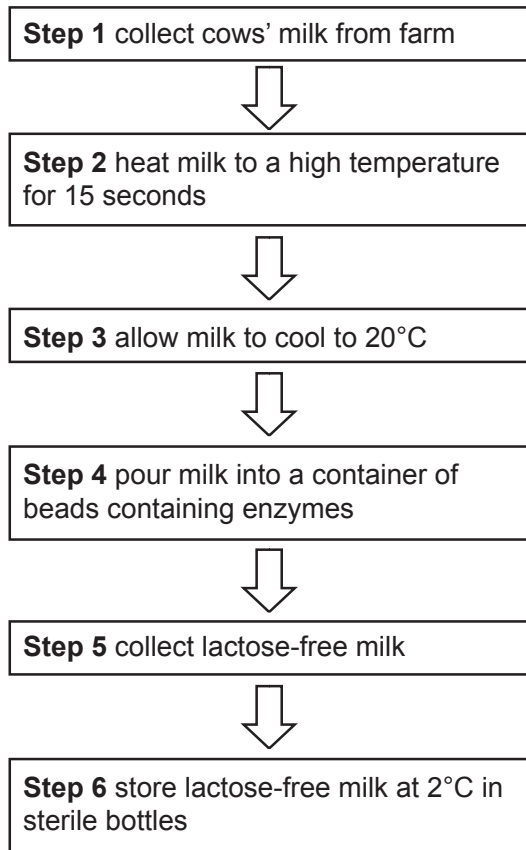 Step 1 collect cows’ milk from farm
Step 2 heat milk to a high temperature
for 15 seconds
Step 3 allow milk to cool to 20°C
Step 4 pour milk into a container of
beads containing enzymes
Step 5 collect lactose-free milk
Step 6 store lactose-free milk at 2°C in
sterile bottles